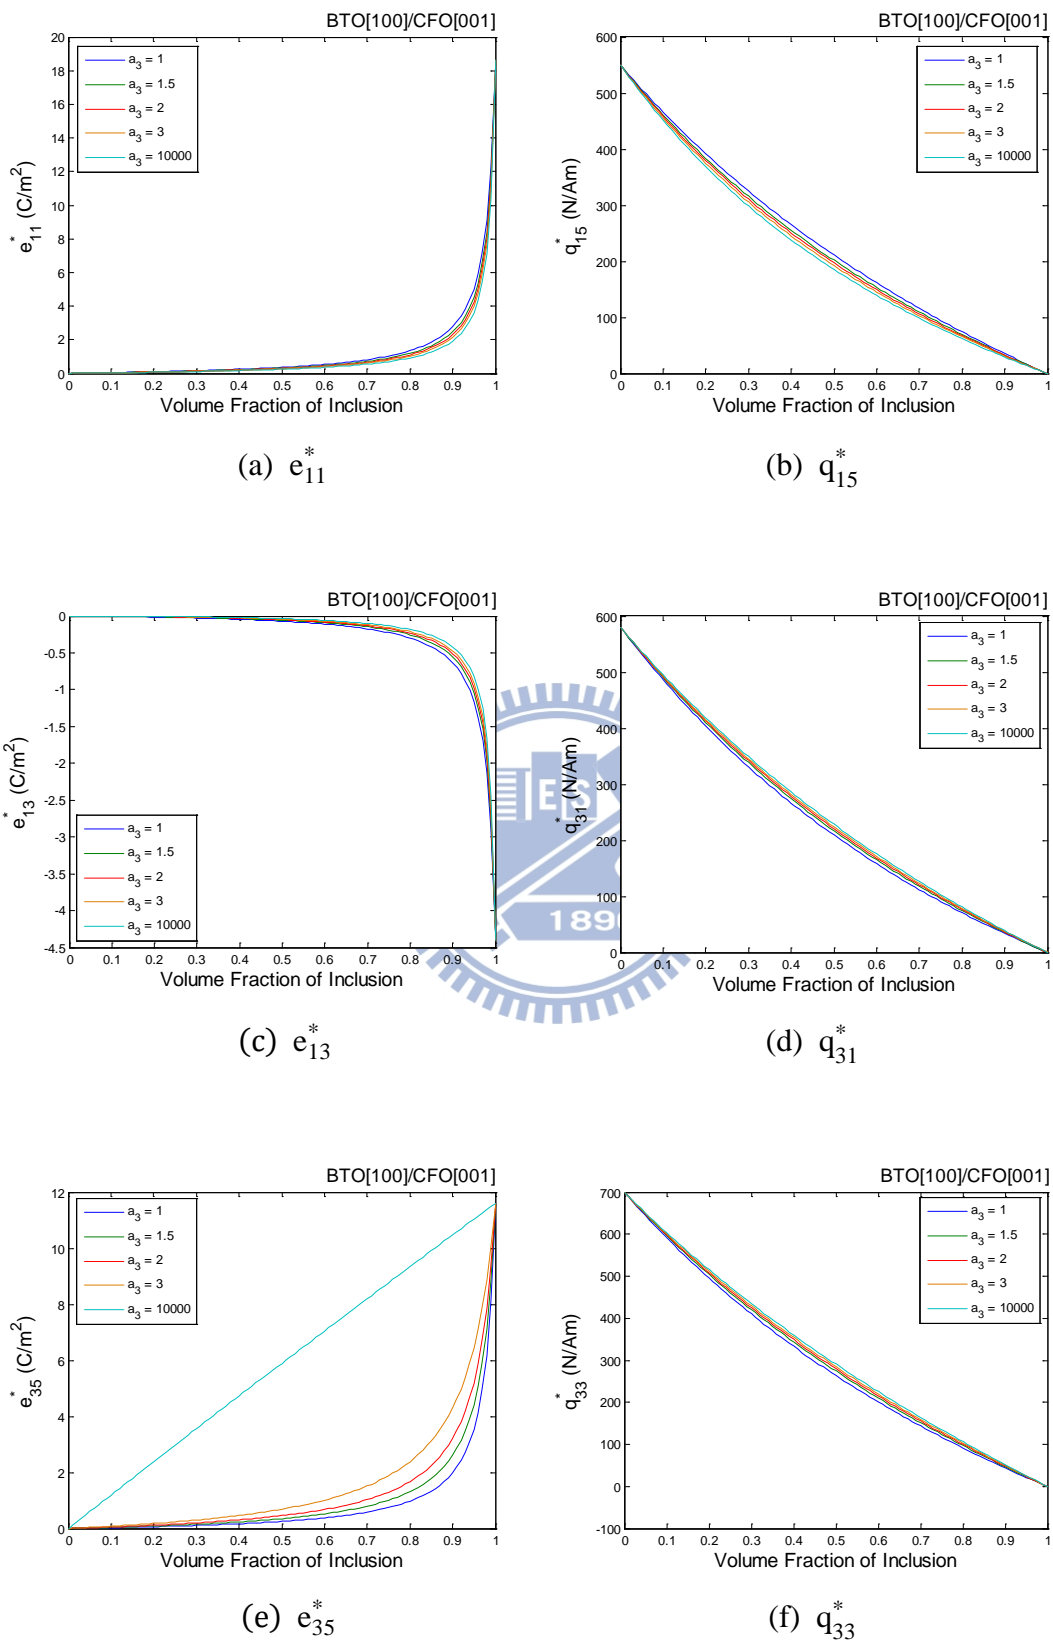 BTO[100]/CFO[001]
e*11 (C/m2)
20
18
16
14
12
10
8
6
4
2
0
a3 = 1
a3 = 1.5
a3 = 2
a3 = 3
a3 = 10000
0 0.1 0.2 0.3 0.4 0.5 0.6 0.7 0.8 0.9 1
Volume Fraction of Inclusion
(a) e*11
BTO[100]/CFO[001]
q*15 (N/Am)
600
500
400
300
200
100
0
a3 = 1
a3 = 1.5
a3 = 2
a3 = 3
a3 = 10000
0 0.1 0.2 0.3 0.4 0.5 0.6 0.7 0.8 0.9 1
Volume Fraction of Inclusion
(b) q*15
BTO[100]/CFO[001]
e*13 (C/m2)
0
-0.5
-1
-1.5
-2
-2.5
-3
-3.5
-4
-4.5
a3 = 1
a3 = 1.5
a3 = 2
a3 = 3
a3 = 10000
0 0.1 0.2 0.3 0.4 0.5 0.6 0.7 0.8 0.9 1
Volume Fraction of Inclusion
(c) e*13
BTO[100]/CFO[001]
q*31 (N/Am)
600
500
400
300
200
100
0
a3 = 1
a3 = 1.5
a3 = 2
a3 = 3
a3 = 10000
0 0.1 0.2 0.3 0.4 0.5 0.6 0.7 0.8 0.9 1
Volume Fraction of Inclusion
(d) q*31
ES
189
BTO[100]/CFO[001]
e*35 (C/m2)
12
10
8
6
4
2
0
a3 = 1
a3 = 1.5
a3 = 2
a3 = 3
a3 = 10000
0 0.1 0.2 0.3 0.4 0.5 0.6 0.7 0.8 0.9 1
Volume Fraction of Inclusion
(e) e*35
BTO[100]/CFO[001]
q*33 (N/Am)
700
600
500
400
300
200
100
0
-100
a3 = 1
a3 = 1.5
a3 = 2
a3 = 3
a3 = 10000
0 0.1 0.2 0.3 0.4 0.5 0.6 0.7 0.8 0.9 1
Volume Fraction of Inclusion
(f) q*33